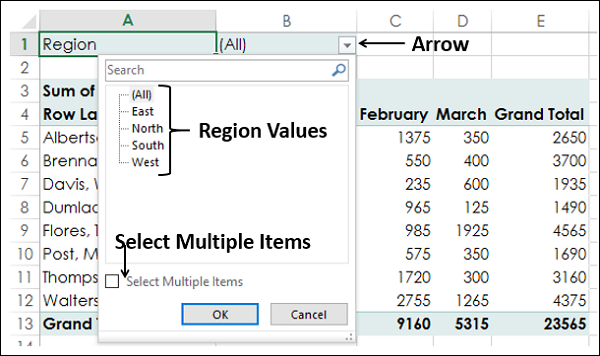 A B C D E
1 Region (All) Arrow
2 Search
3 Sum of (All)
4 Row La East February March Grand Total
5 Alberts North Region Values 1375 350 2650
6 Brenna South 550 400 3700
7 Davis, West 235 600 1935
8 Dumla 965 125 1490
9 Flores, Select Multiple Items 985 1925 4565
10 Post, M 575 350 1690
11 Thomps Select Multiple Items 1720 300 3160
12 Walters OK Cancel 2755 1265 4375
13 Grand 9160 5315 23565